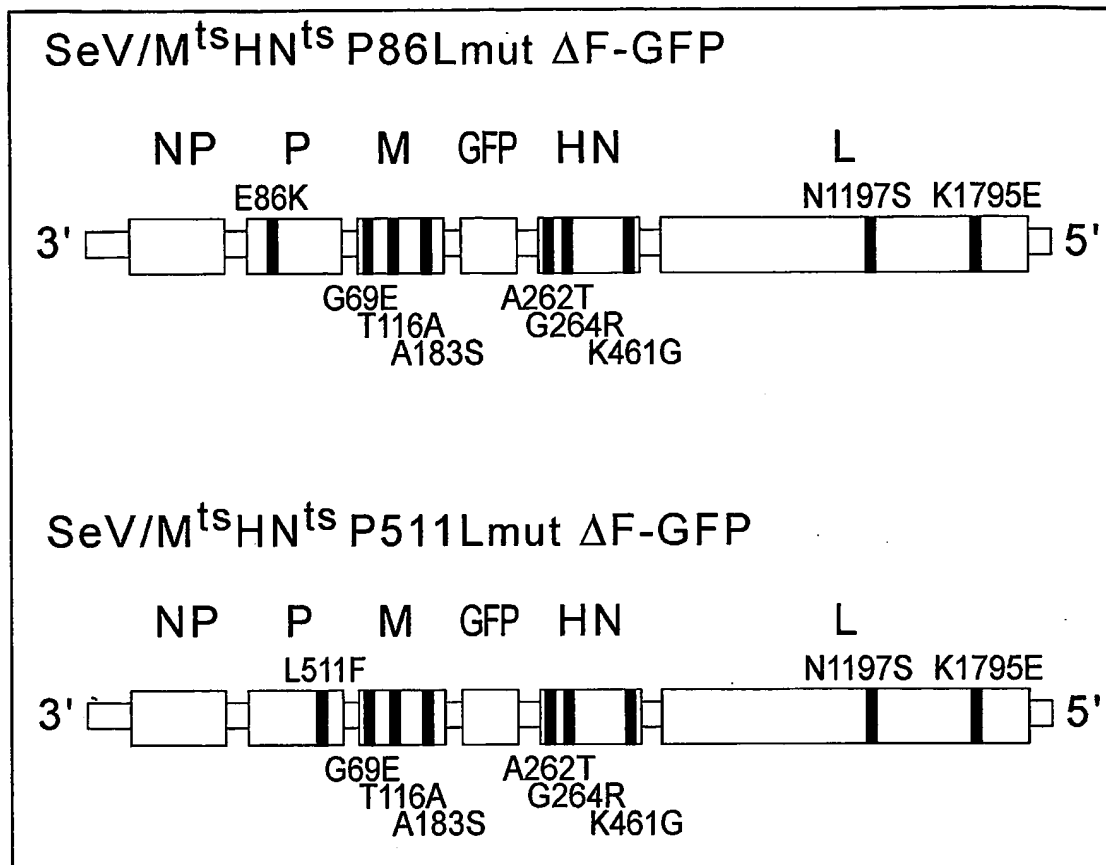 SeV/MtsHNts P86Lmut ΔF-GFP
NP P M GFP HN L
E86K N1197S K1795E
3' 5'
G69E A262T
T116A G264R
A183S K461G
SeV/MtsHNts P511Lmut ΔF-GFP
NP P M GFP HN L
L511F N1197S K1795E
3' 5'
G69E A262T
T116A G264R
A183S K461G